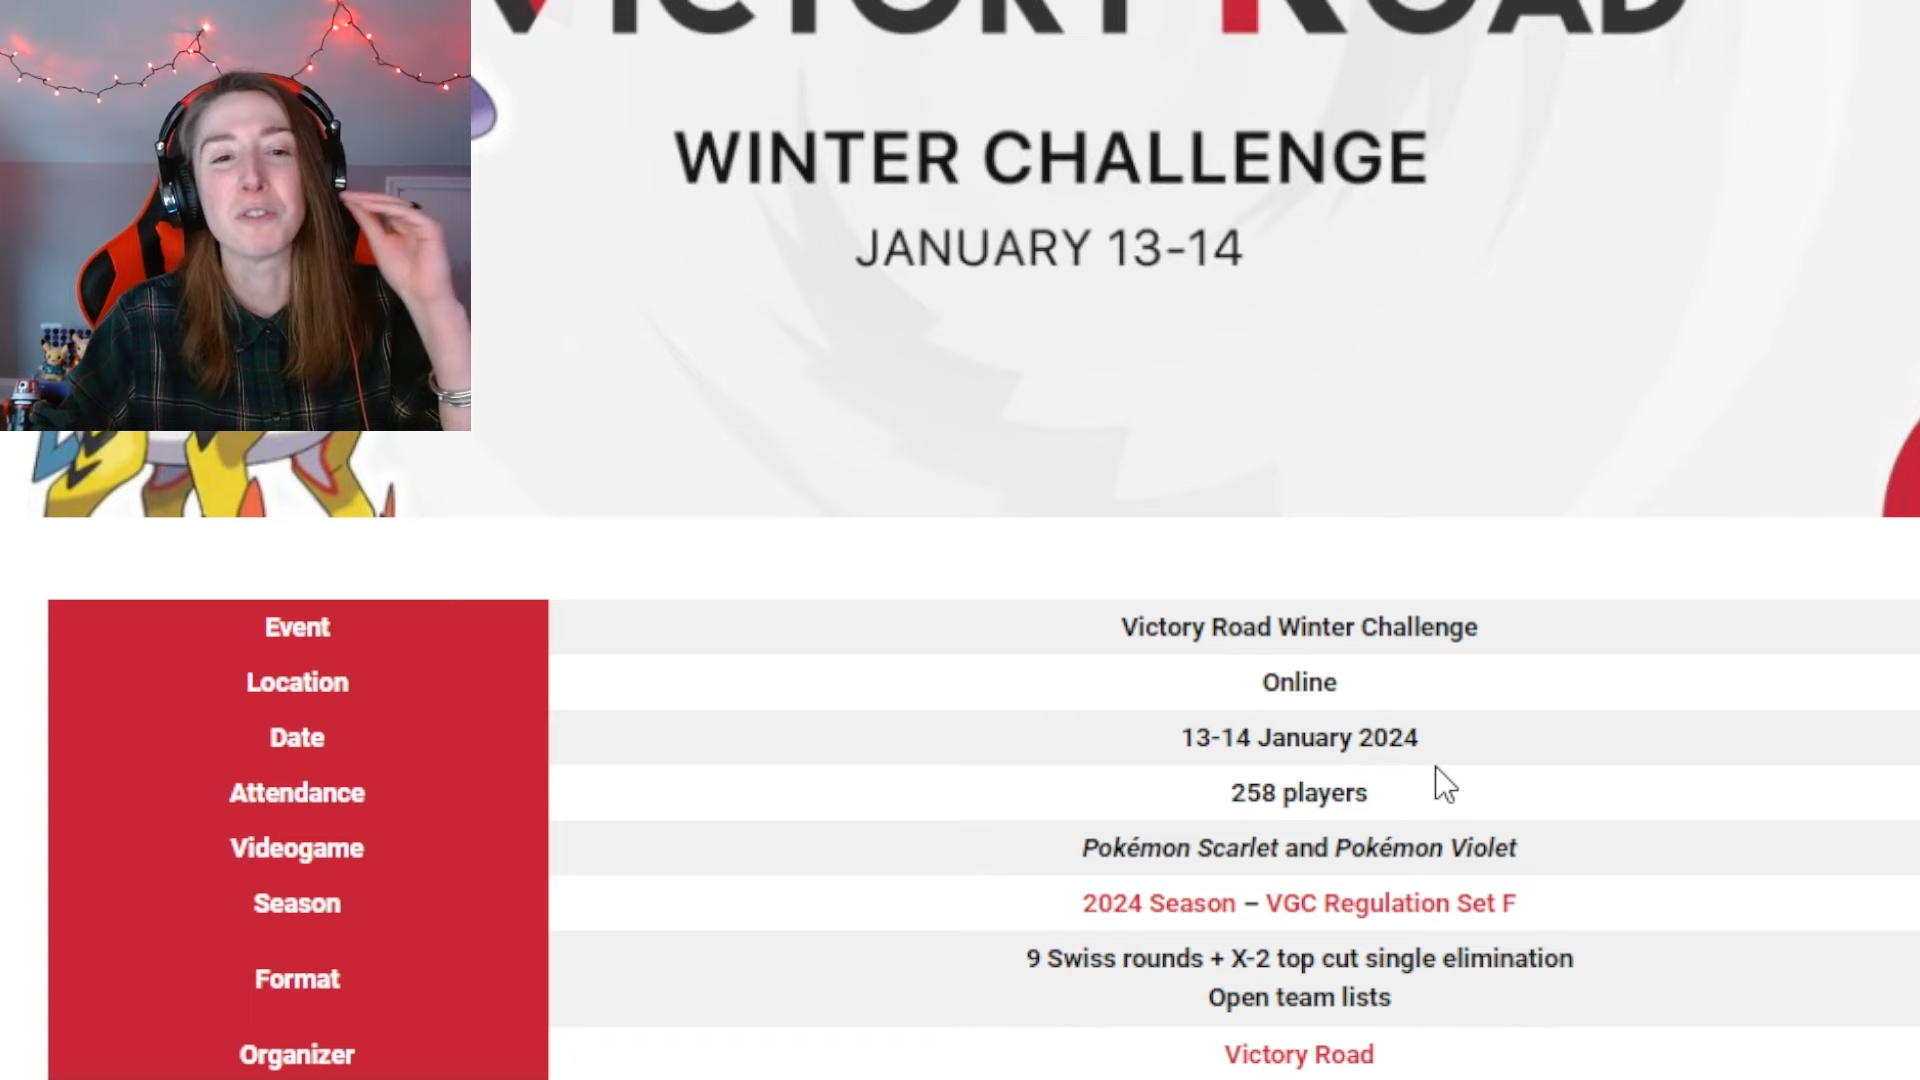 VICTORY ROAD
WINTER CHALLENGE
JANUARY 13-14
Event
Victory Road Winter Challenge
Location
Online
Date
13-14 January 2024
Attendance
258 players
Videogame
Pokémon Scarlet and Pokémon Violet
Season
2024 Season – VGC Regulation Set F
Format
9 Swiss rounds + X-2 top cut single elimination
Open team lists
Organizer
Victory Road